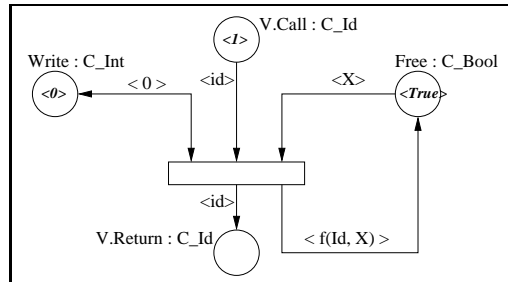 <1>
V.Call : C_Id
Write : C_Int
Free : C_Bool
<0>
< 0 >
<id>
<X>
<True>
<id>
V.Return : C_Id
< f(Id, X) >